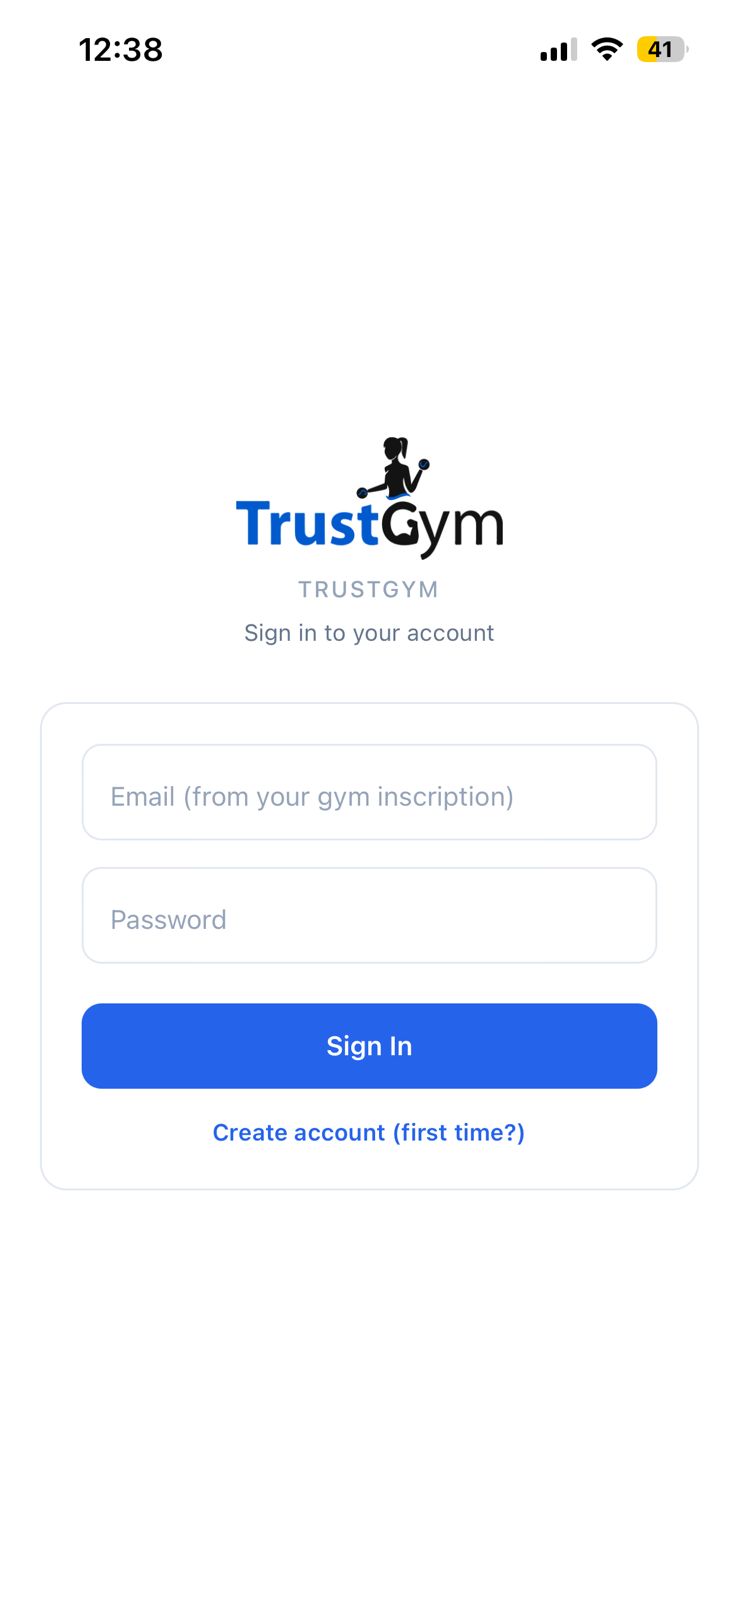 12:38
41
TrustGym
TRUSTGYM
Sign in to your account
Email (from your gym inscription)
Password
Sign In
Create account (first time?)